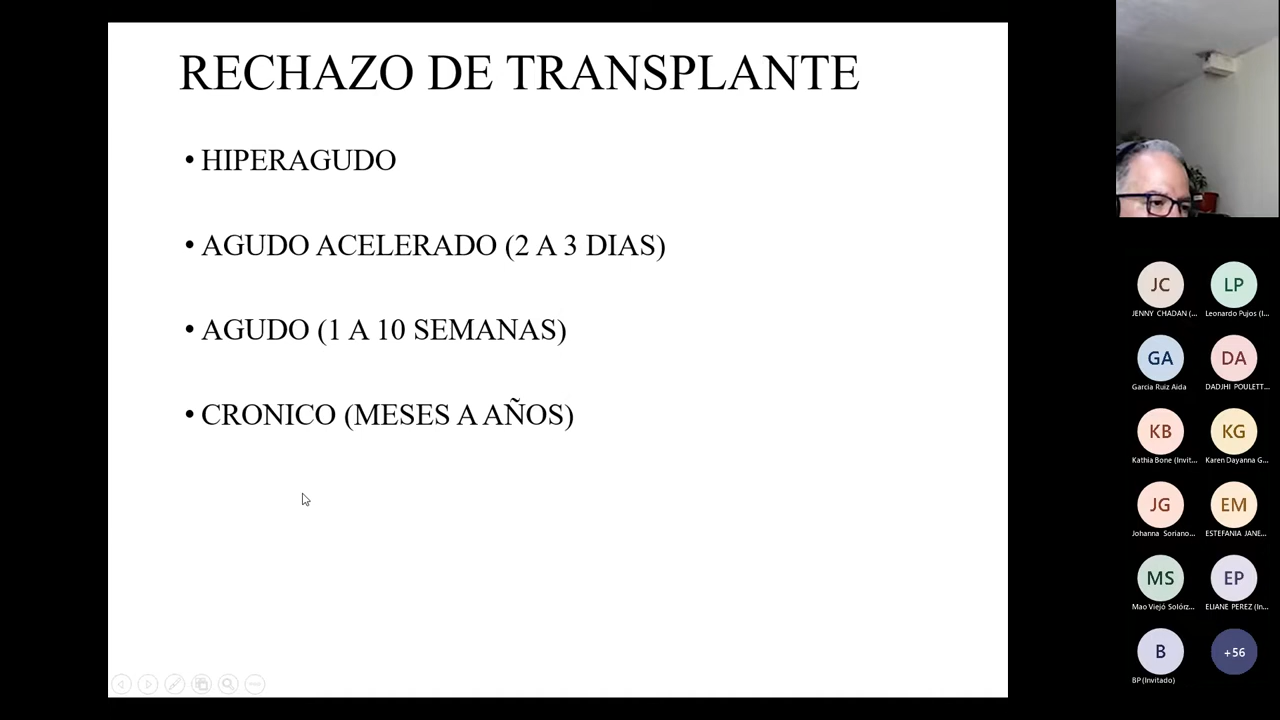 RECHAZO DE TRANSPLANTE
• HIPERAGUDO
• AGUDO ACELERADO (2 A 3 DIAS)
• AGUDO (1 A 10 SEMANAS)
• CRONICO (MESES A AÑOS)
JC
LP
JENNY CHADAN (...
Leonardo Pujos (I...
GA
DA
Garcia Ruiz Aida
DADJHI POULETT...
KB
KG
Kathia Bone (Invit...
Karen Dayanna G...
JG
EM
Johanna Soriano...
ESTEFANIA JANE...
MS
EP
Mao Viejó Solórz...
ELIANE PEREZ (In...
B
+56
BP (Invitado)